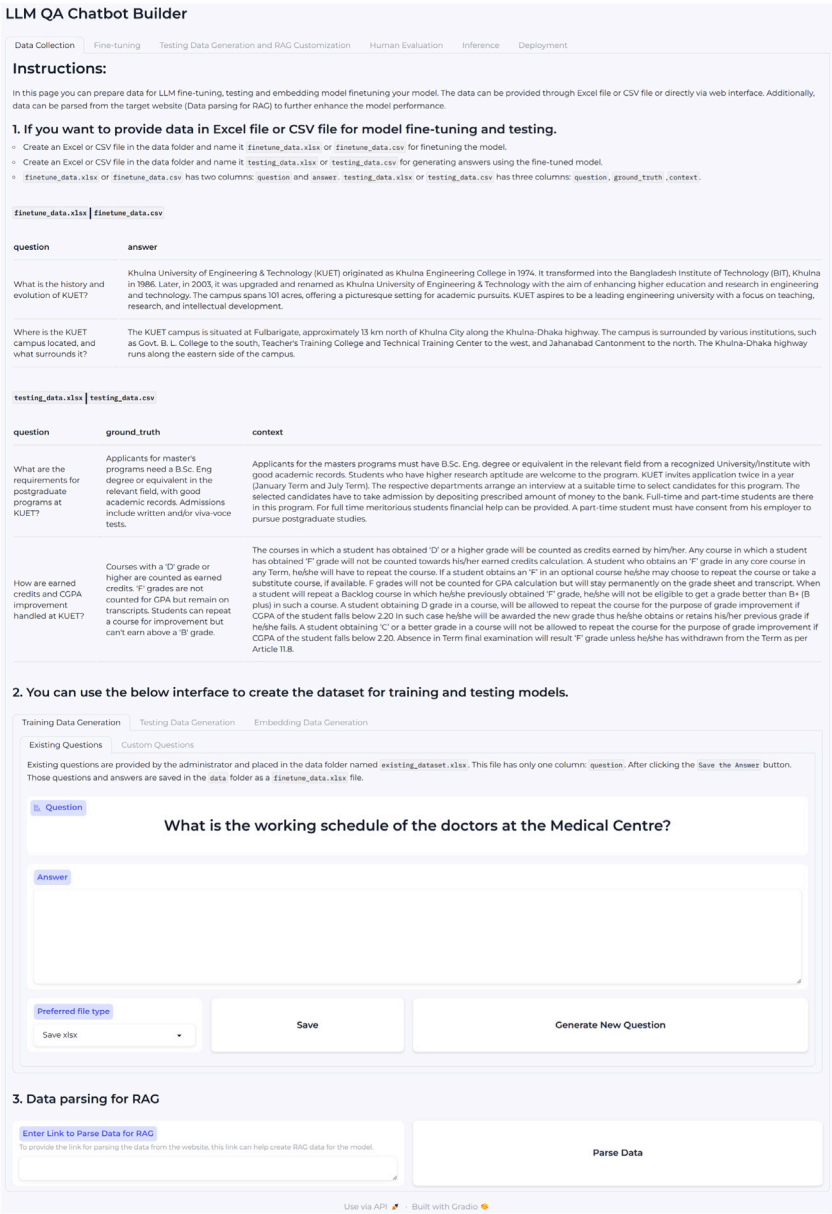 LLM QA Chatbot Builder
Data Collection Fine-tuning Testing Data Generation and RAG Customization Human Evaluation Inference Deployment
Instructions:
In this page you can prepare data for LLM fine-tuning, testing and embedding model finetuning your model. The data can be provided through Excel file or CSV file or directly via web interface. Additionally,
data can be parsed from the target website (Data parsing for RAG) to further enhance the model performance.
1. If you want to provide data in Excel file or CSV file for model fine-tuning and testing.
Create an Excel or CSV file in the data folder and name it finetune_data.xlsx or finetune_data.csv for finetuning the model.
Create an Excel or CSV file in the data folder and name it testing_data.xlsx or testing_data.csv for generating answers using the fine-tuned model.
finetune_data.xlsx or finetune_data.csv has two columns: question and answer. testing_data.xlsx or testing_data.csv has three columns: question, ground_truth ,context.
finetune_data.xlsx | finetune_data.csv
question answer
What is the history and
evolution of KUET?
Khulna University of Engineering & Technology (KUET) originated as Khulna Engineering College in 1974. It transformed into the Bangladesh Institute of Technology (BIT), Khulna
in 1986. Later, in 2003, it was upgraded and renamed as Khulna University of Engineering & Technology with the aim of enhancing higher education and research in engineering
and technology. The campus spans 101 acres, offering a picturesque setting for academic pursuits. KUET aspires to be a leading engineering university with a focus on teaching,
research, and intellectual development.
Where is the KUET
campus located, and
what surrounds it?
The KUET campus is situated at Fulbarigate, approximately 13 km north of Khulna City along the Khulna-Dhaka highway. The campus is surrounded by various institutions, such
as Govt. B. L. College to the south, Teacher's Training College and Technical Training Center to the west, and Jahanabad Cantonment to the north. The Khulna-Dhaka highway
runs along the eastern side of the campus.
testing_data.xlsx | testing_data.csv
question ground_truth context
What are the
requirements for
postgraduate
programs at
KUET?
Applicants for master's
programs need a B.Sc. Eng
degree or equivalent in the
relevant field, with good
academic records. Admissions
include written and/or viva-voce
tests.
Applicants for the masters programs must have B.Sc. Eng. degree or equivalent in the relevant field from a recognized University/Institute with
good academic records. Students who have higher research aptitude are welcome to the program. KUET invites application twice in a year
(January Term and July Term). The respective departments arrange an interview at a suitable time to select candidates for this program. The
selected candidates have to take admission by depositing prescribed amount of money to the bank. Full-time and part-time students are there
in this program. For full time meritorious students financial help can be provided. A part-time student must have consent from his employer to
pursue postgraduate studies.
How are earned
credits and CGPA
improvement
handled at KUET?
Courses with a 'D' grade or
higher are counted as earned
credits. 'F' grades are not
counted for GPA but remain on
transcripts. Students can repeat
a course for improvement but
can't earn above a 'B' grade.
The courses in which a student has obtained 'D' or a higher grade will be counted as credits earned by him/her. Any course in which a student
has obtained 'F' grade will not be counted towards his/her earned credits calculation. A student who obtains an 'F' grade in any core course in
any Term, he/she will have to repeat the course. If a student obtains an 'F' in an optional course he/she may choose to repeat the course or take a
substitute course, if available. F grades will not be counted for GPA calculation but will stay permanently on the grade sheet and transcript. When
a student will repeat a Backlog course in which he/she previously obtained 'F' grade, he/she will not be eligible to get a grade better than B+ (B
plus) in such a course. A student obtaining D grade in a course, will be allowed to repeat the course for the purpose of grade improvement if
CGPA of the student falls below 2.20 In such case he/she will be awarded the new grade thus he/she obtains or retains his/her previous grade if
he/she fails. A student obtaining 'C' or a better grade in a course will not be allowed to repeat the course for the purpose of grade improvement if
CGPA of the student falls below 2.20. Absence in Term final examination will result 'F' grade unless he/she has withdrawn from the Term as per
Article 11.8.
2. You can use the below interface to create the dataset for training and testing models.
Training Data Generation Testing Data Generation Embedding Data Generation
Existing Questions Custom Questions
Existing questions are provided by the administrator and placed in the data folder named existing_dataset.xlsx. This file has only one column: question. After clicking the Save the Answer button.
Those questions and answers are saved in the data folder as a finetune_data.xlsx file.
Question
What is the working schedule of the doctors at the Medical Centre?
Answer
Preferred file type
Save xlsx
Save
Generate New Question
3. Data parsing for RAG
Enter Link to Parse Data for RAG
To provide the link for parsing the data from the website, this link can help create RAG data for the model.
Parse Data
Use via API · Built with Gradio